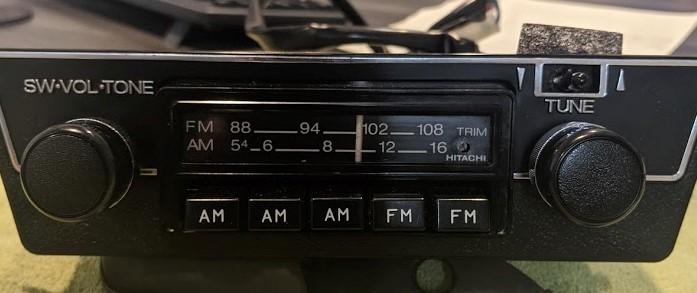 SW•VOL•TONE
TUNE
FM 88 94 102 108 TRIM
AM 5⁴ 6 8 12 16
HITACHI
AM AM AM FM FM